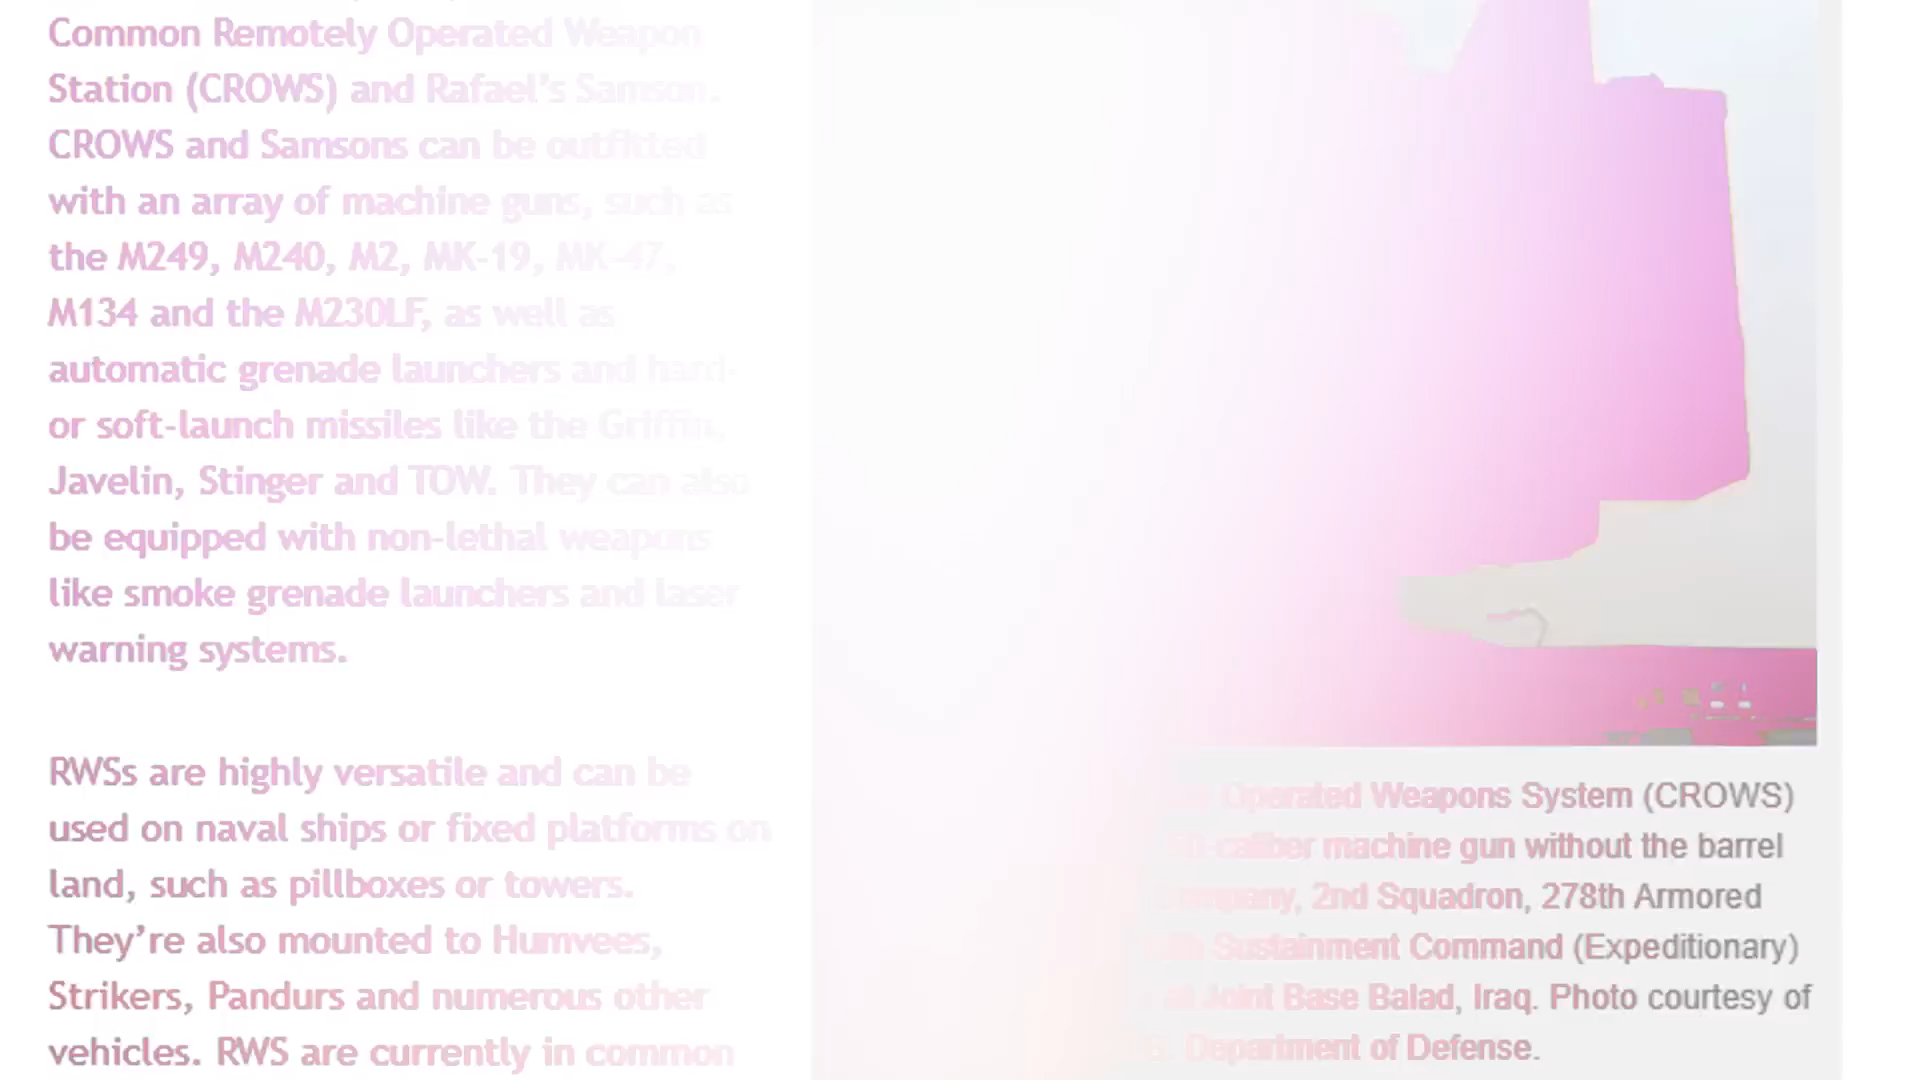 Common Remotely Operated Weapon
Station (CROWS) and Rafael's Samson.
CROWS and Samsons can be outfitted
with an array of machine guns, such as
the M249, M240, M2, MK-19, MK-47,
M134 and the M230LF, as well as
automatic grenade launchers and hard-
or soft-launch missiles like the Griffin,
Javelin, Stinger and TOW. They can also
be equipped with non-lethal weapons
like smoke grenade launchers and laser
warning systems.
RWSs are highly versatile and can be
used on naval ships or fixed platforms on
land, such as pillboxes or towers.
They're also mounted to Humvees,
Strikers, Pandurs and numerous other
vehicles. RWS are currently in common
Operated Weapons System (CROWS)
caliber machine gun without the barrel
2nd Squadron, 278th Armored
Sustainment Command (Expeditionary)
at Joint Base Balad, Iraq. Photo courtesy of
Department of Defense.